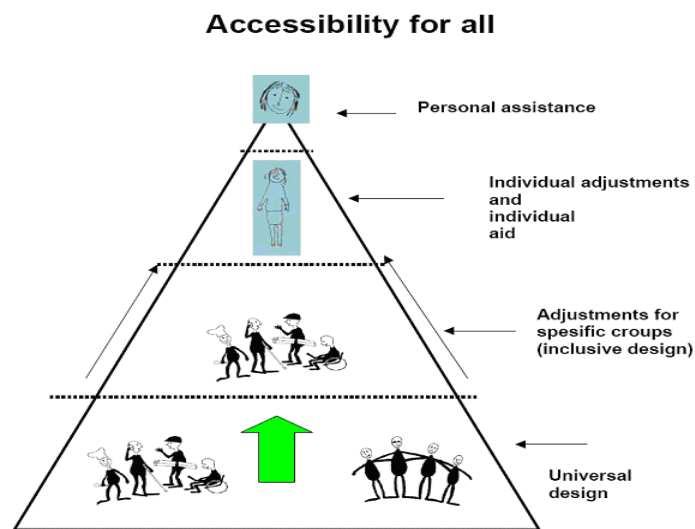 Accessibility for all
Personal assistance
Individual adjustments
and
individual
aid
Adjustments for
spesific croups
(inclusive design)
Universal
design